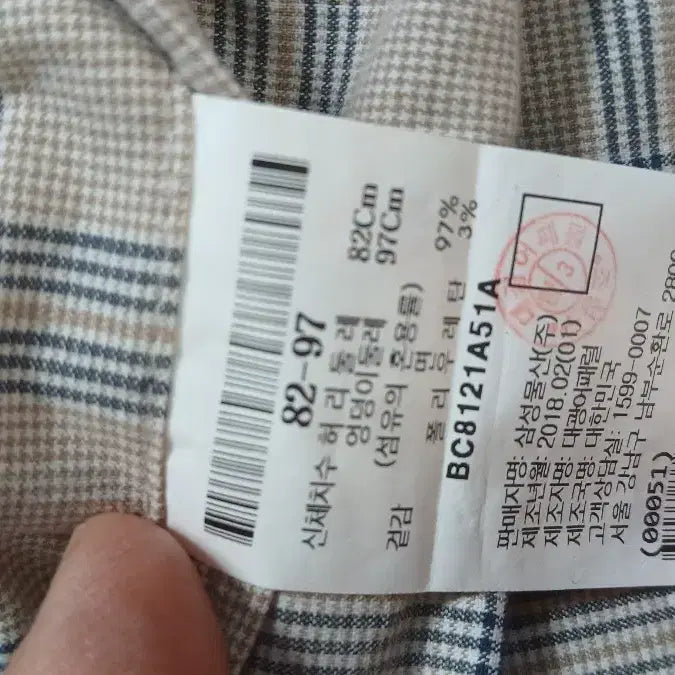 82-97
신체치수 허 리 둘 레 82Cm
엉덩이둘레 97Cm
(섬유의 혼용률)
겉감 면 97%
폴 리 우 레 탄 3%
BC8121A51A
판매자명: 삼성물산(주)
제조년월: 2018.02(01)
제조자명: 대광어패럴
제조국명: 대한민국
고객상담실: 1599-0007
서울 강남구 남부순환로 2806
(00051)